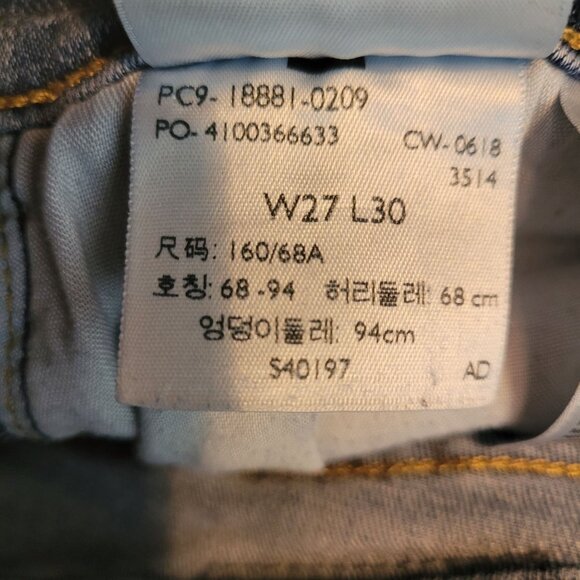 PC9- 18881-0209
PO- 4100366633 CW-0618
3514
W27 L30
尺码: 160/68A
호칭: 68 -94 허리둘레: 68 cm
엉덩이둘레: 94cm
S40197 AD